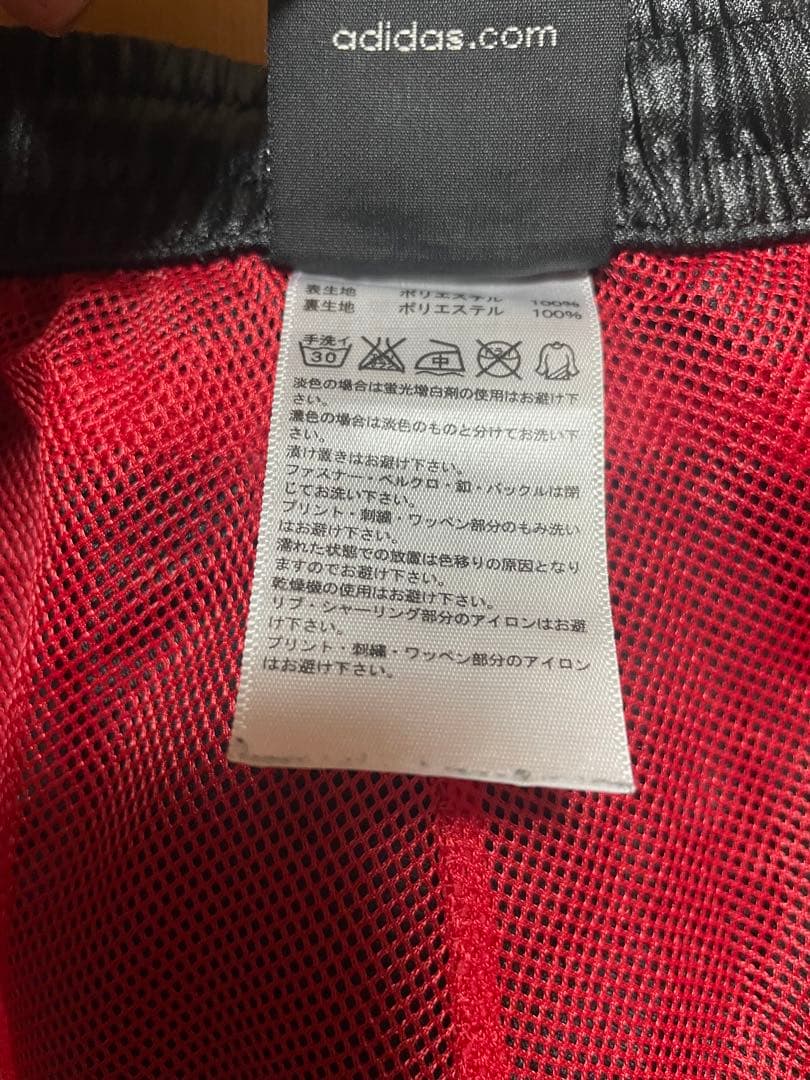 adidas.com
表生地 ポリエステル 100%
裏生地 ポリエステル 100%
手洗イ
30 中
淡色の場合は蛍光増白剤の使用はお避け下
さい。
濃色の場合は淡色のものと分けてお洗い下
さい。
漬け置きはお避け下さい。
ファスナー・ベルクロ・釦・バックルは閉
じてお洗い下さい。
プリント・刺繍・ワッペン部分のもみ洗い
はお避け下さい。
濡れた状態での放置は色移りの原因となり
ますのでお避け下さい。
乾燥機の使用はお避け下さい。
リブ・シャーリング部分のアイロンはお避
け下さい。
プリント・刺繍・ワッペン部分のアイロン
はお避け下さい。